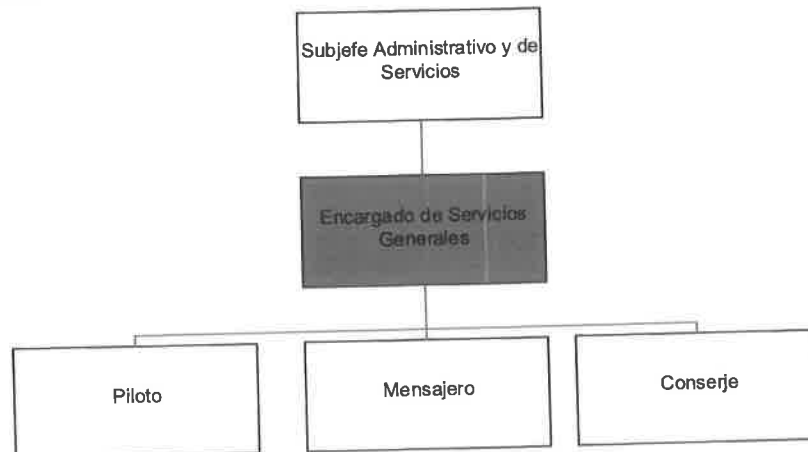 Subjefe Administrativo y de
Servicios
Encargado de Servicios
Generales
Piloto
Mensajero
Conserje